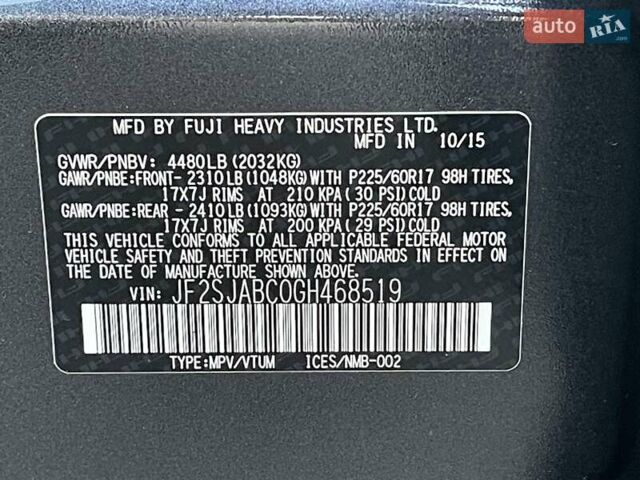 auto RIA.com
MFD BY FUJI HEAVY INDUSTRIES LTD.
MFD IN 10/15
GVWR/PNBV: 4480LB(2032KG)
GAWR/PNBE:FRONT- 2310LB(1048KG)WITH P225/60R17 98H TIRES,
17X7J RIMS AT 210 KPA(30 PSI)COLD
GAWR/PNBE:REAR - 2410LB(1093KG)WITH P225/60R17 98H TIRES,
17X7J RIMS AT 200 KPA(29 PSI)COLD
THIS VEHICLE CONFORMS TO ALL APPLICABLE FEDERAL MOTOR
VEHICLE SAFETY AND THEFT PREVENTION STANDARDS IN EFFECT
ON THE DATE OF MANUFACTURE SHOWN ABOVE.
VIN: JF2SJABC0GH468519
TYPE:MPV/VTUM ICES/NMB-002